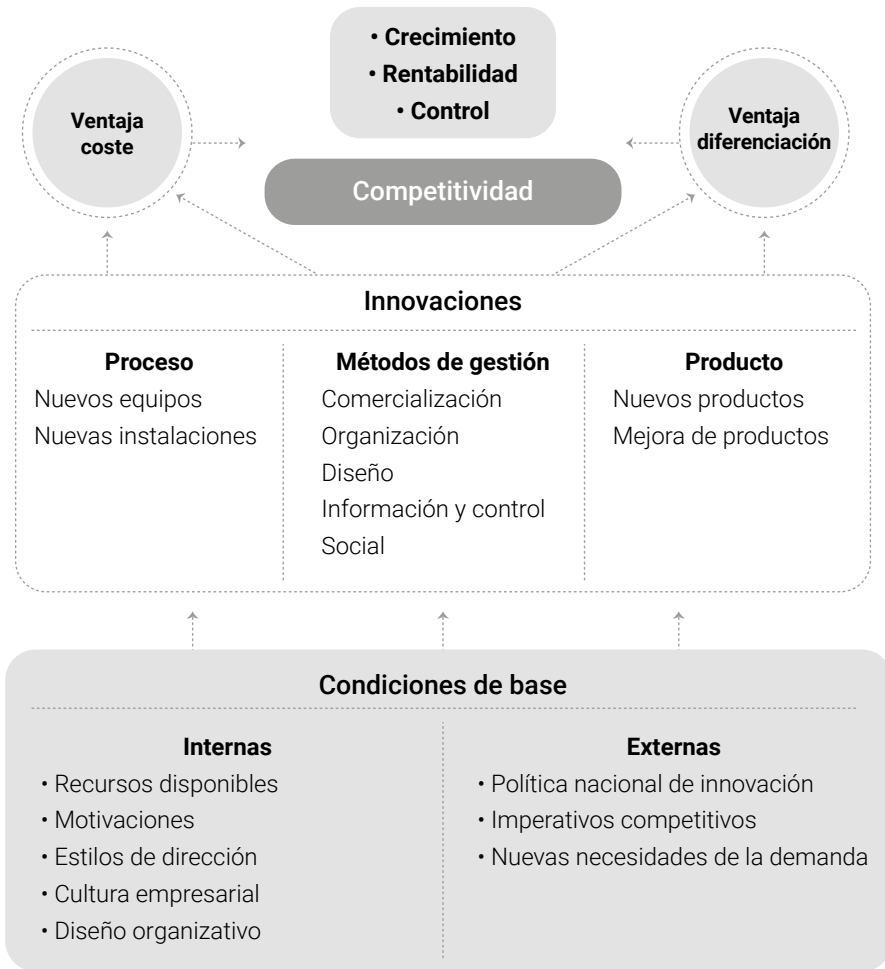 • Crecimiento
• Rentabilidad
• Control
Ventaja
coste
Ventaja
diferenciación
Competitividad
Innovaciones
Proceso
Nuevos equipos
Nuevas instalaciones
Métodos de gestión
Comercialización
Organización
Diseño
Información y control
Social
Producto
Nuevos productos
Mejora de productos
Condiciones de base
Internas
• Recursos disponibles
• Motivaciones
• Estilos de dirección
• Cultura empresarial
• Diseño organizativo
Externas
• Política nacional de innovación
• Imperativos competitivos
• Nuevas necesidades de la demanda